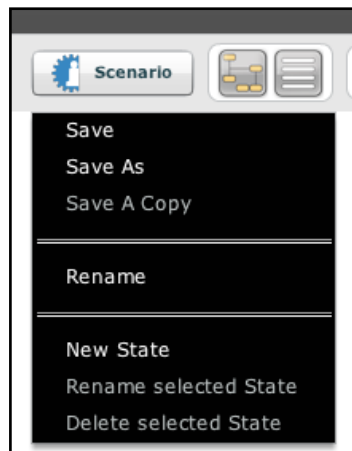 Scenario
Save
Save As
Save A Copy
Rename
New State
Rename selected State
Delete selected State